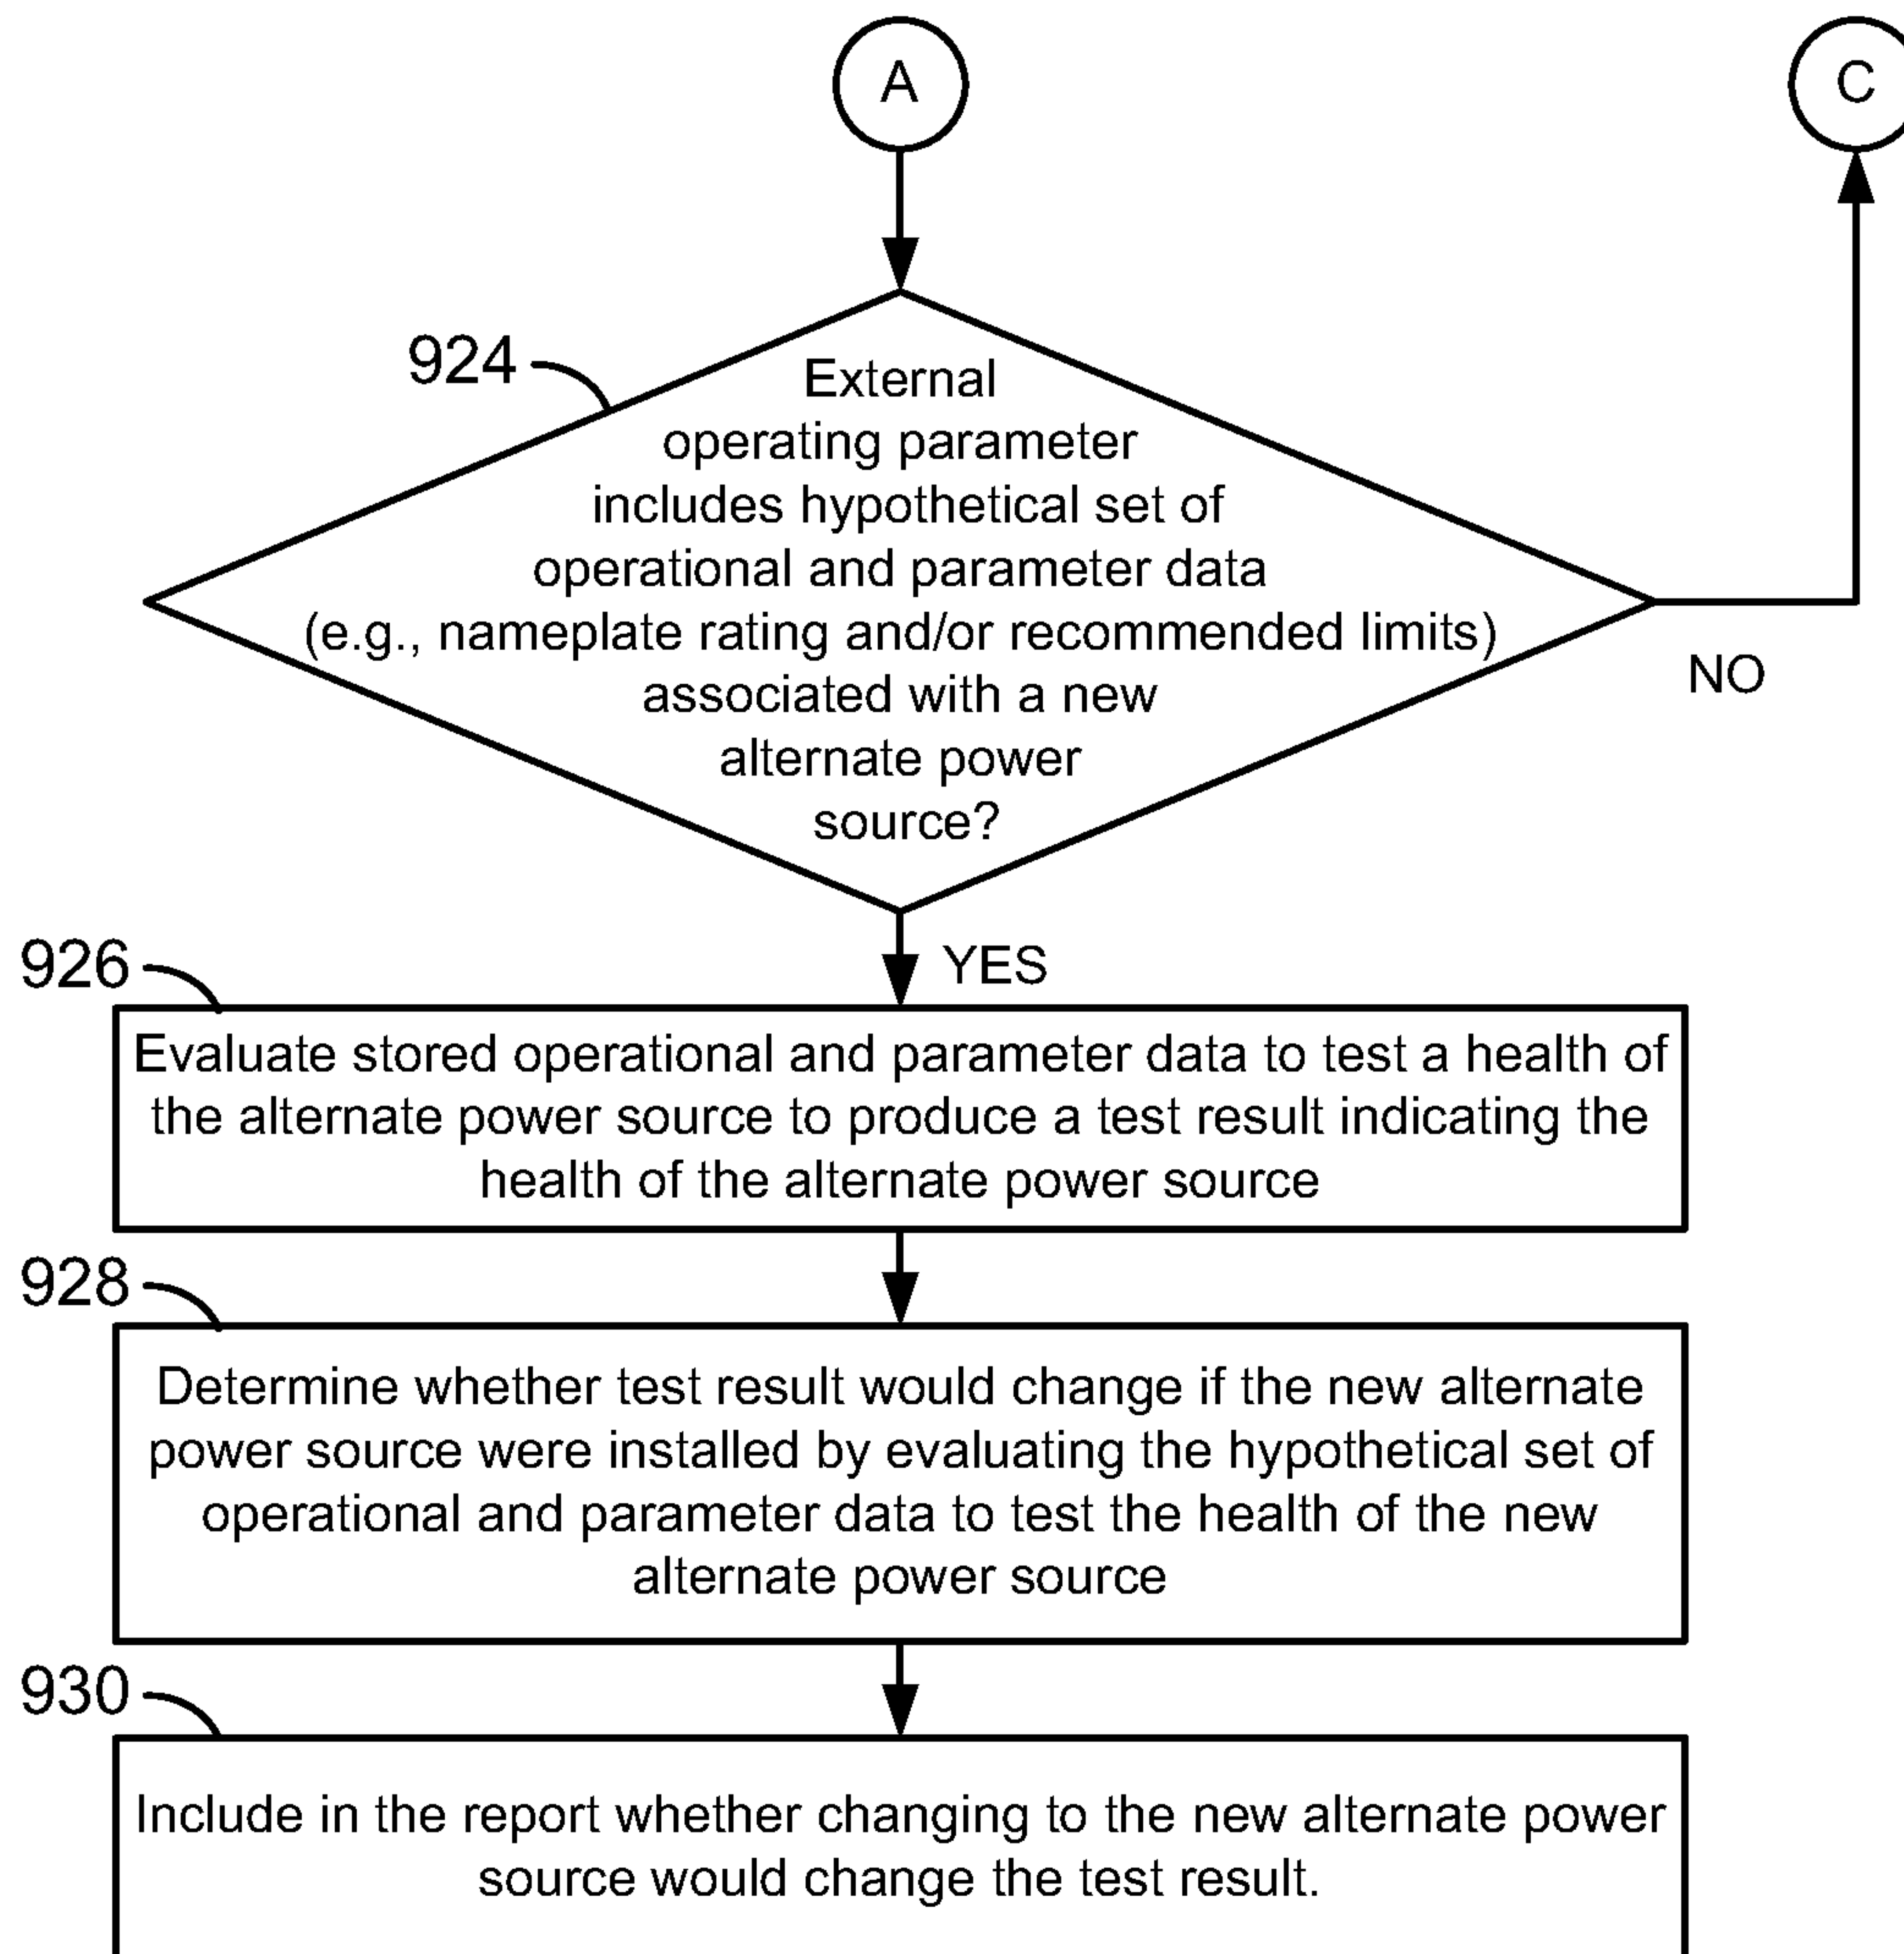 A
C
924
External
operating parameter
includes hypothetical set of
operational and parameter data
(e.g., nameplate rating and/or recommended limits)
associated with a new
alternate power
source?
NO
YES
926
Evaluate stored operational and parameter data to test a health of
the alternate power source to produce a test result indicating the
health of the alternate power source
928
Determine whether test result would change if the new alternate
power source were installed by evaluating the hypothetical set of
operational and parameter data to test the health of the new
alternate power source
930
Include in the report whether changing to the new alternate power
source would change the test result.